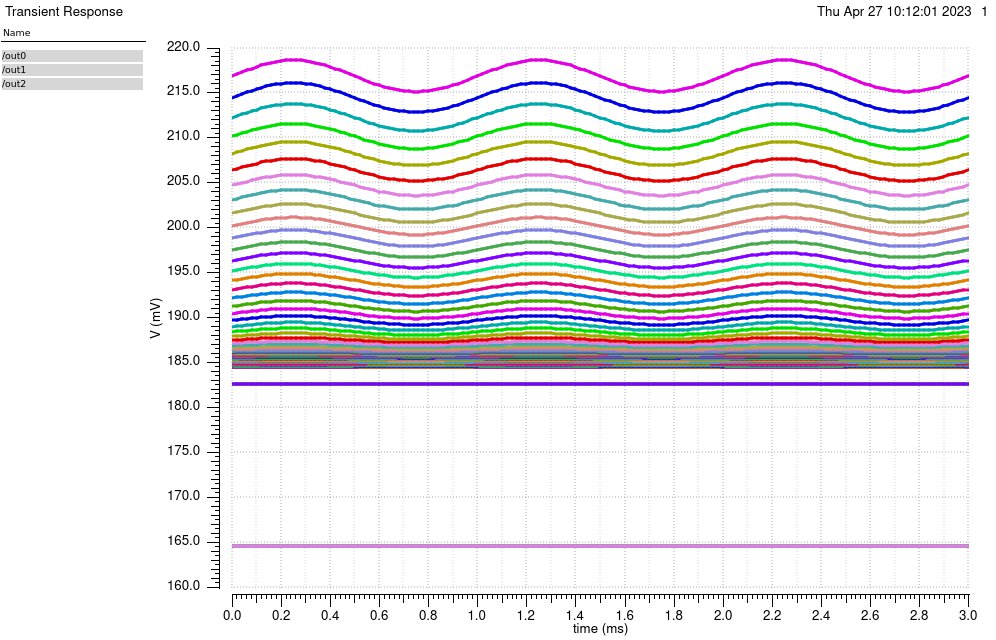 Transient Response
Thu Apr 27 10:12:01 2023 1
Name
/out0
/out1
/out2
220.0
215.0
210.0
205.0
200.0
195.0
190.0
185.0
180.0
175.0
170.0
165.0
160.0
V (mV)
0.0 0.2 0.4 0.6 0.8 1.0 1.2 1.4 1.6 1.8 2.0 2.2 2.4 2.6 2.8 3.0
time (ms)